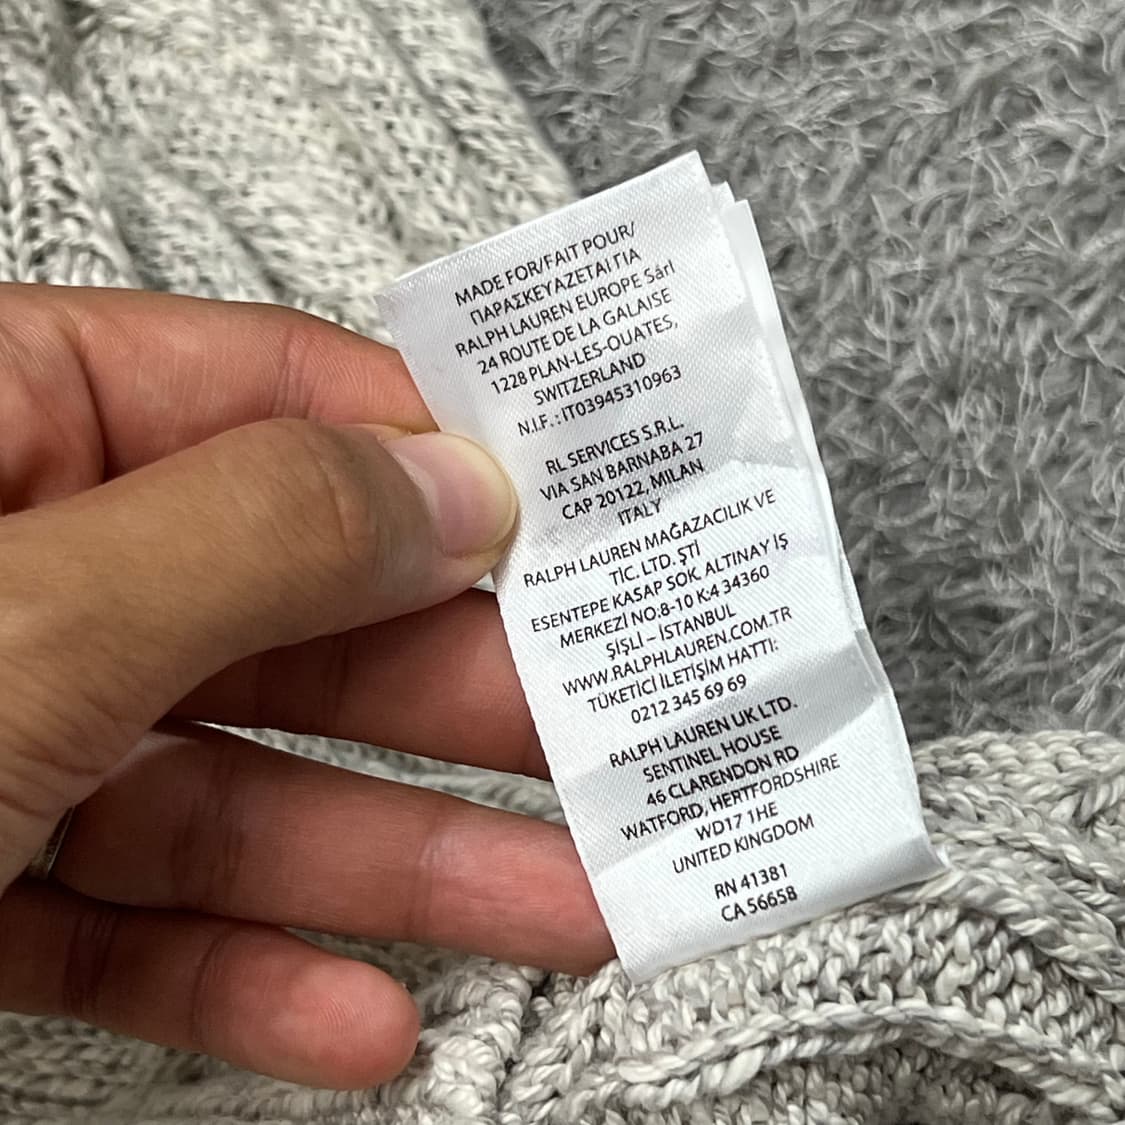 MADE FOR/FAIT POUR/
ΠΑΡΑΣΚΕΥΑΖΕΤΑΙ ΓΙΑ
RALPH LAUREN EUROPE Sàrl
24 ROUTE DE LA GALAISE
1228 PLAN-LES-OUATES,
SWITZERLAND
N.I.F. : IT03945310963
RL SERVICES S.R.L.
VIA SAN BARNABA 27
CAP 20122, MILAN
ITALY
RALPH LAUREN MAĞAZACILIK VE
TİC. LTD. ŞTİ
ESENTEPE KASAP SOK. ALTINAY İŞ
MERKEZİ NO:8-10 K:4 34360
ŞİŞLİ – İSTANBUL
WWW.RALPHLAUREN.COM.TR
TÜKETİCİ İLETİŞİM HATTI:
0212 345 69 69
RALPH LAUREN UK LTD.
SENTINEL HOUSE
46 CLARENDON RD
WATFORD, HERTFORDSHIRE
WD17 1HE
UNITED KINGDOM
RN 41381
CA 56658